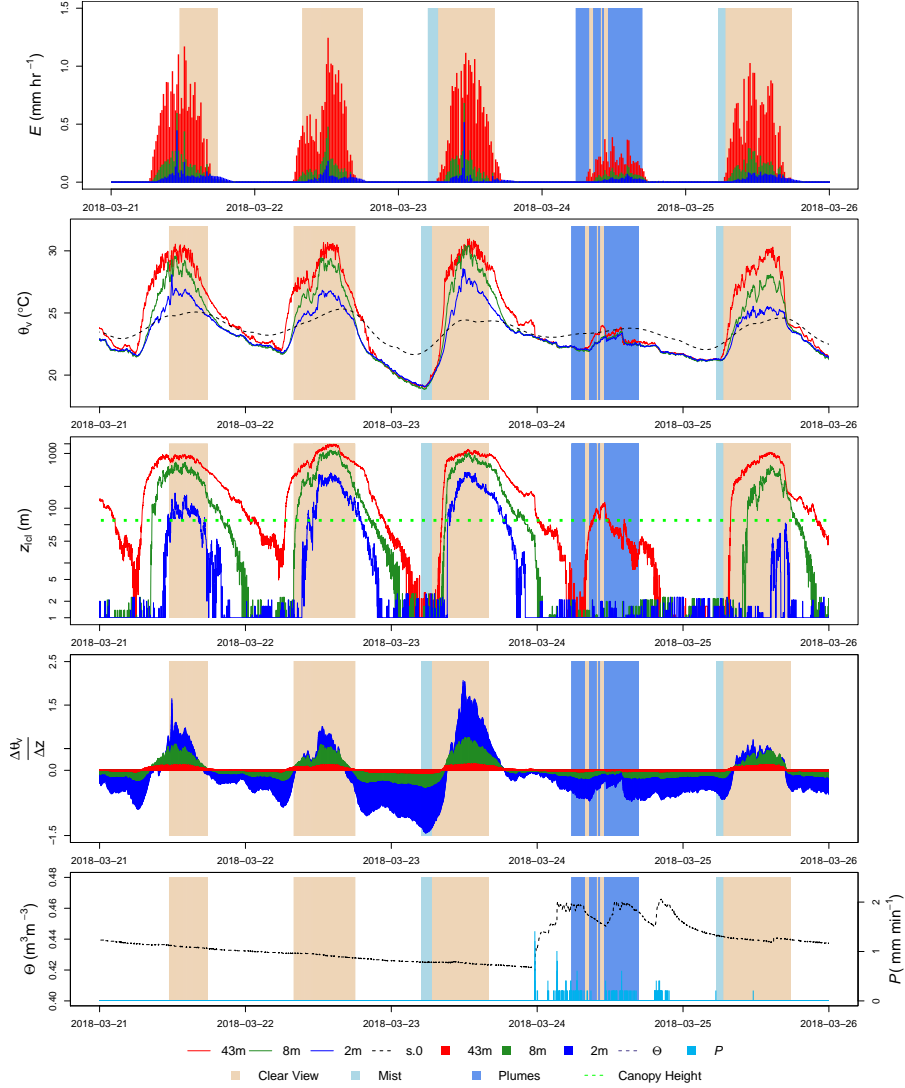 E (mm hr⁻¹)
1.5
1.0
0.5
0.0
2018−03−21 2018−03−22 2018−03−23 2018−03−24 2018−03−25 2018−03−26
θᵥ (°C)
30
25
20
2018−03−21 2018−03−22 2018−03−23 2018−03−24 2018−03−25 2018−03−26
z_lcl (m)
1000
100
25
5
2
1
2018−03−21 2018−03−22 2018−03−23 2018−03−24 2018−03−25 2018−03−26
Δθᵥ
Δz
2.5
1.5
0.0
−1.5
2018−03−21 2018−03−22 2018−03−23 2018−03−24 2018−03−25 2018−03−26
Θ (m³m⁻³)
0.48
0.46
0.44
0.42
0.40
2
1
0
P( mm min⁻¹)
2018−03−21 2018−03−22 2018−03−23 2018−03−24 2018−03−25 2018−03−26
43m 8m 2m s.0 43m 8m 2m Θ P
Clear View Mist Plumes Canopy Height